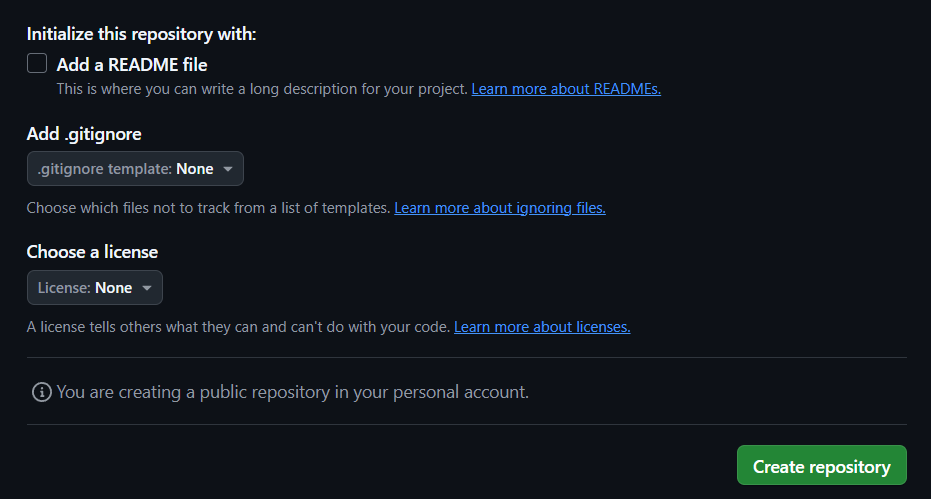 Initialize this repository with:
Add a README file
This is where you can write a long description for your project. Learn more about READMEs.
Add .gitignore
.gitignore template: None
Choose which files not to track from a list of templates. Learn more about ignoring files.
Choose a license
License: None
A license tells others what they can and can't do with your code. Learn more about licenses.
You are creating a public repository in your personal account.
Create repository